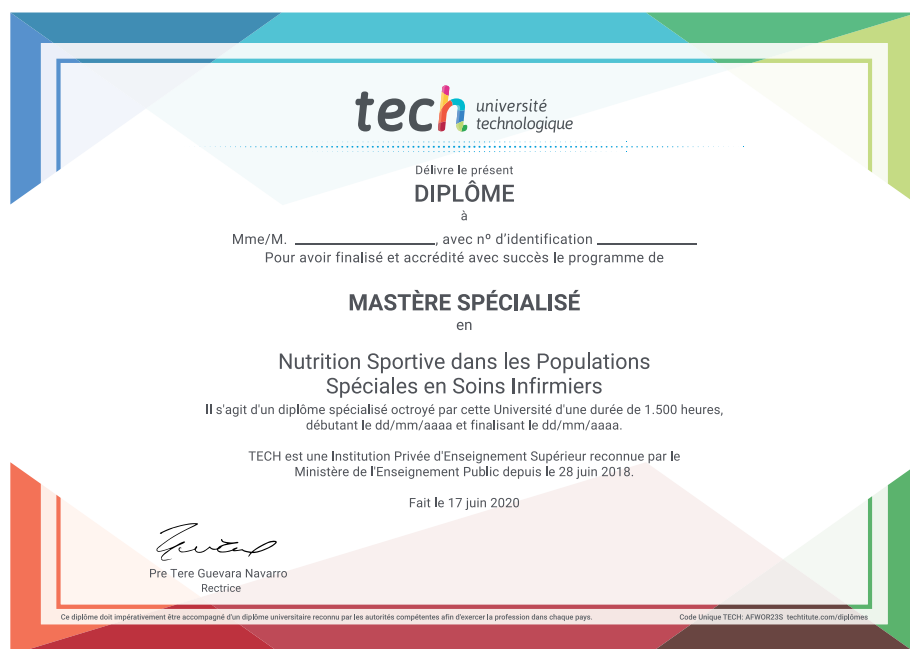 tech université
technologique
Délivre le présent
DIPLÔME
à
Mme/M. ____________________, avec nº d'identification ______________
Pour avoir finalisé et accrédité avec succès le programme de
MASTÈRE SPÉCIALISÉ
en
Nutrition Sportive dans les Populations
Spéciales en Soins Infirmiers
Il s'agit d'un diplôme spécialisé octroyé par cette Université d'une durée de 1.500 heures,
débutant le dd/mm/aaaa et finalisant le dd/mm/aaaa.
TECH est une Institution Privée d'Enseignement Supérieur reconnue par le
Ministère de l'Enseignement Public depuis le 28 juin 2018.
Fait le 17 juin 2020
Pre Tere Guevara Navarro
Rectrice
Ce diplôme doit impérativement être accompagné d'un diplôme universitaire reconnu par les autorités compétentes afin d'exercer la profession dans chaque pays.
Code Unique TECH: AFWOR23S techtitute.com/diplômes